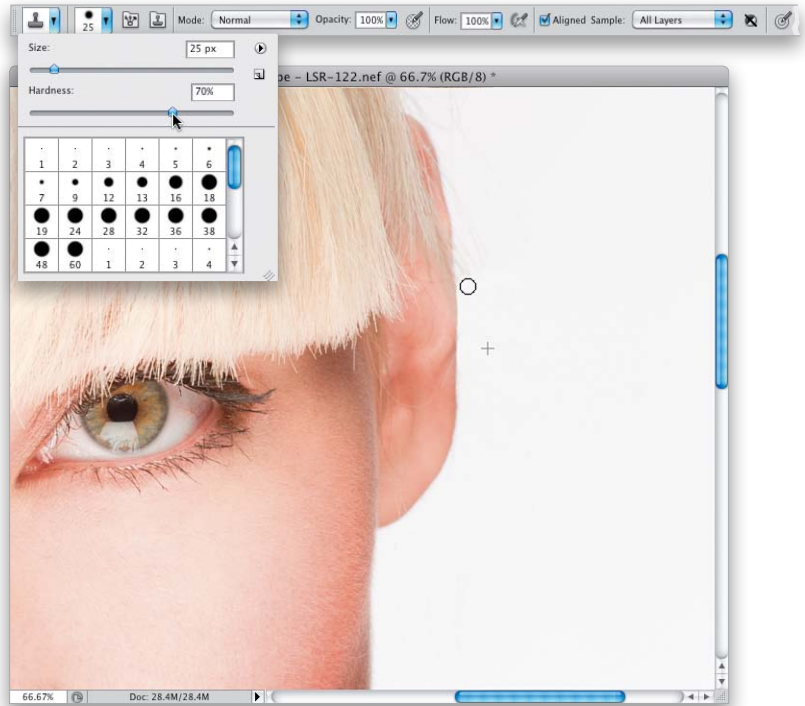 25
Mode: Normal
Opacity: 100%
Flow: 100%
Aligned Sample: All Layers
Size: 25 px
Hardness: 70%
pe – LSR-122.nef @ 66.7% (RGB/8) *
1 2 3 4 5 6
7 9 12 13 16 18
19 24 28 32 36 38
48 60 1 2 3 4
66.67%
Doc: 28.4M/28.4M